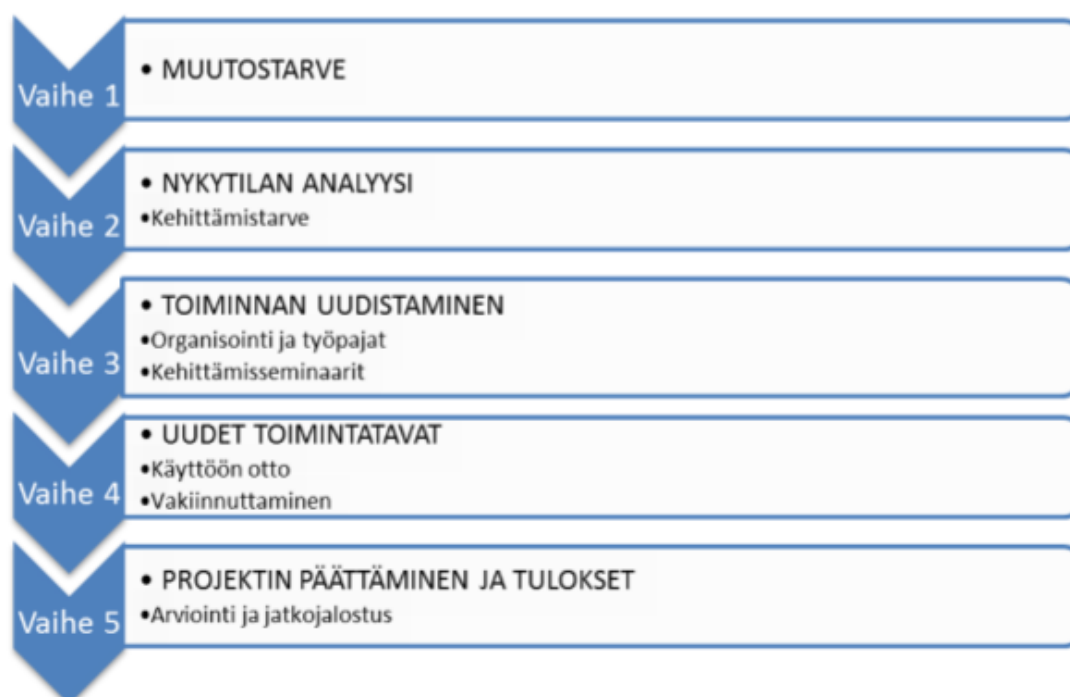 Vaihe 1
• MUUTOSTARVE
Vaihe 2
• NYKYTILAN ANALYYSI
•Kehittämistarve
Vaihe 3
• TOIMINNAN UUDISTAMINEN
•Organisointi ja työpajat
•Kehittämisseminaarit
Vaihe 4
• UUDET TOIMINTATAVAT
•Käyttöön otto
•Vakiinnuttaminen
Vaihe 5
• PROJEKTIN PÄÄTTÄMINEN JA TULOKSET
•Arviointi ja jatkojalostus